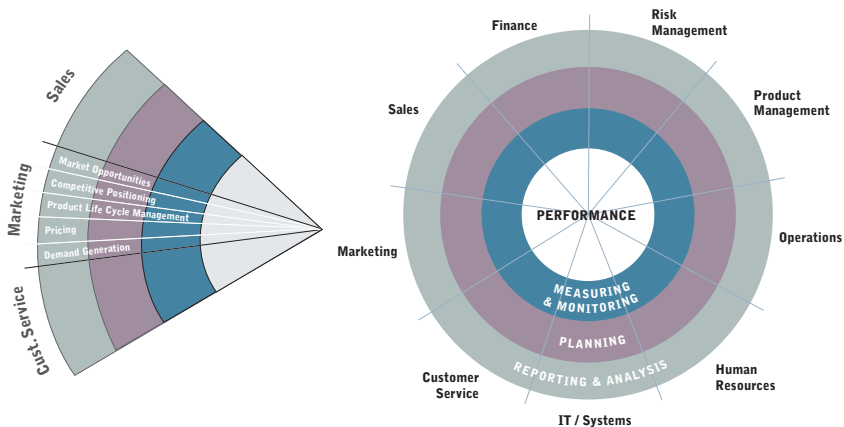 Sales
Marketing
Cust. Service
Market Opportunities
Competitive Positioning
Product Life Cycle Management
Pricing
Demand Generation
Finance
Risk
Management
Sales
Product
Management
PERFORMANCE
Marketing
Operations
MEASURING
& MONITORING
PLANNING
REPORTING & ANALYSIS
Customer
Service
Human
Resources
IT / Systems